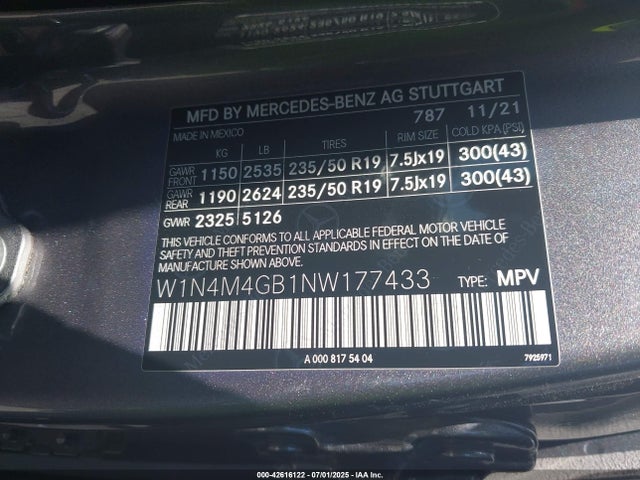 MFD BY MERCEDES-BENZ AG STUTTGART
MADE IN MEXICO 787 11/21
KG LB TIRES RIM SIZE COLD KPA(PSI)
GAWR FRONT 1150 2535 235/50 R19 7.5Jx19 300(43)
GAWR REAR 1190 2624 235/50 R19 7.5Jx19 300(43)
GVWR 2325 5126
THIS VEHICLE CONFORMS TO ALL APPLICABLE FEDERAL MOTOR VEHICLE
SAFETY AND THEFT PREVENTION STANDARDS IN EFFECT ON THE DATE OF
MANUFACTURE SHOWN ABOVE.
W1N4M4GB1NW177433 TYPE: MPV
A 000 817 54 04 7925971
000-42616122 - 07/01/2025 - IAA, Inc.